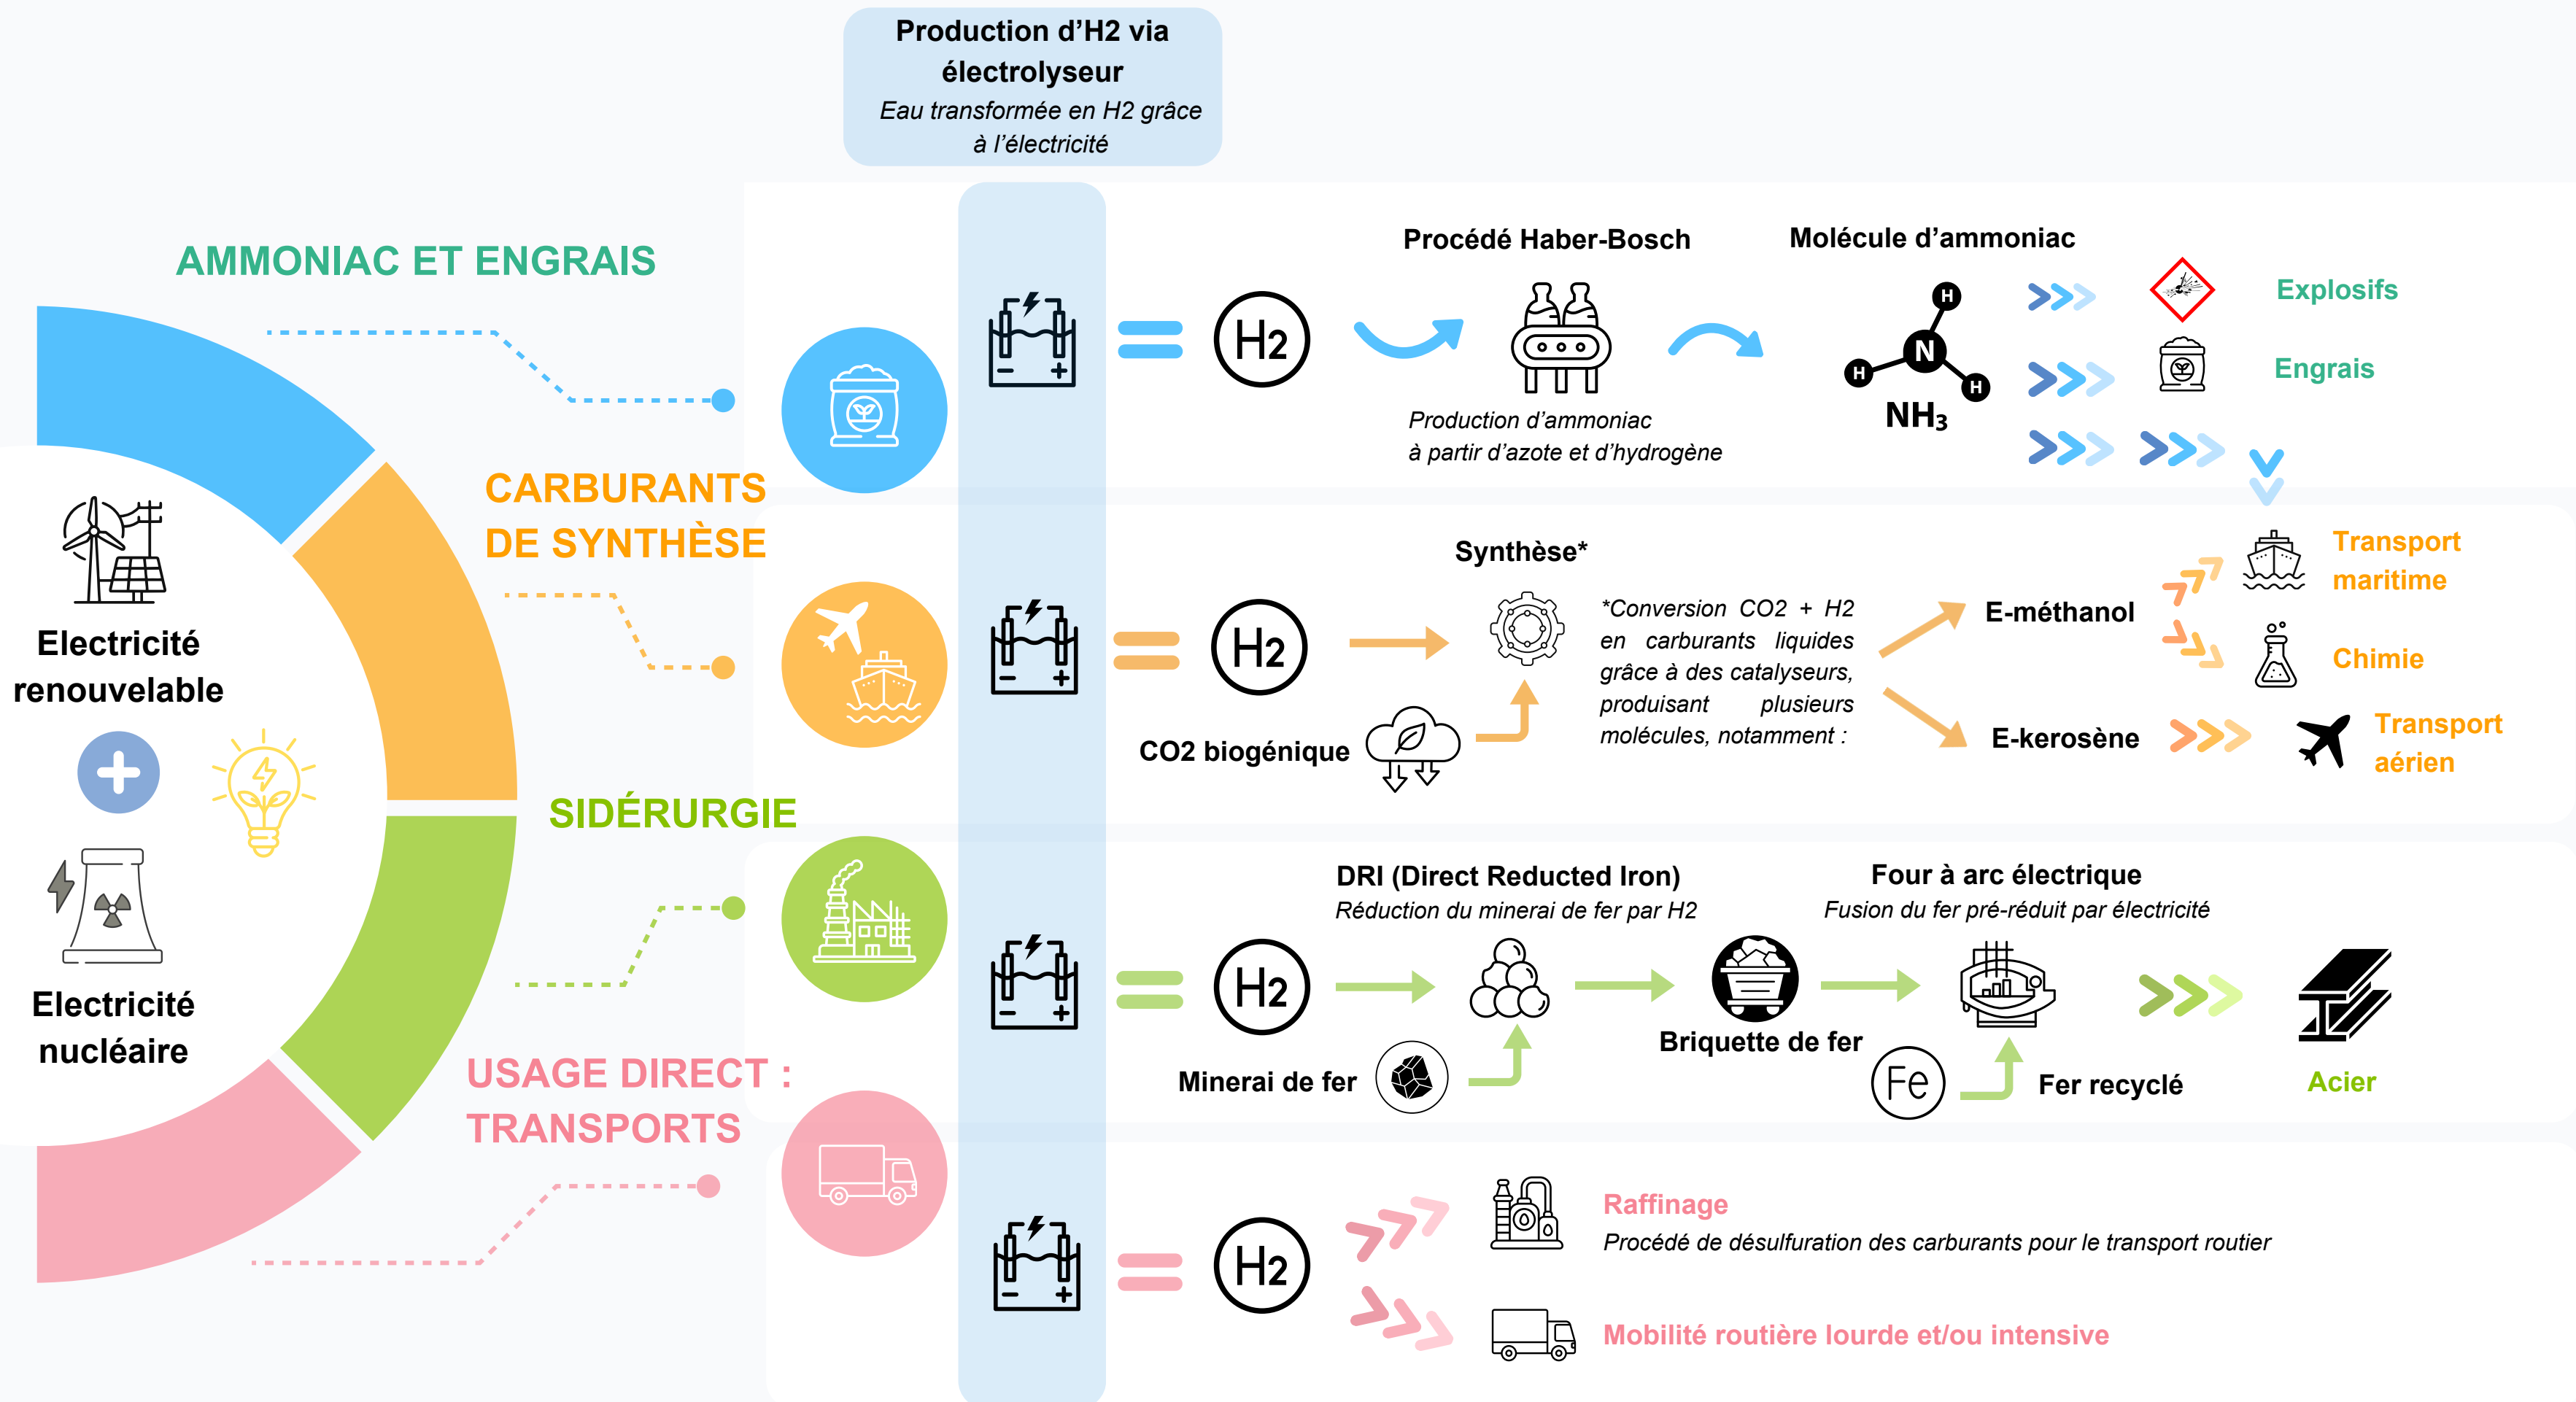 Production d’H2 via
électrolyseur
Eau transformée en H2 grâce
à l’électricité
AMMONIAC ET ENGRAIS
Procédé Haber-Bosch
Molécule d’ammoniac
H2
- +
H
N
H
H
NH₃
Explosifs
Engrais
Production d’ammoniac
à partir d’azote et d’hydrogène
CARBURANTS
DE SYNTHÈSE
Electricité
renouvelable
- +
H2
Synthèse*
*Conversion CO2 + H2
en carburants liquides
grâce à des catalyseurs,
produisant plusieurs
molécules, notamment :
CO2 biogénique
E-méthanol
E-kerosène
Transport
maritime
Chimie
Transport
aérien
SIDÉRURGIE
Electricité
nucléaire
- +
H2
DRI (Direct Reducted Iron)
Réduction du minerai de fer par H2
Minerai de fer
Briquette de fer
Four à arc électrique
Fusion du fer pré-réduit par électricité
Fe
Fer recyclé
Acier
USAGE DIRECT :
TRANSPORTS
- +
H2
Raffinage
Procédé de désulfuration des carburants pour le transport routier
Mobilité routière lourde et/ou intensive